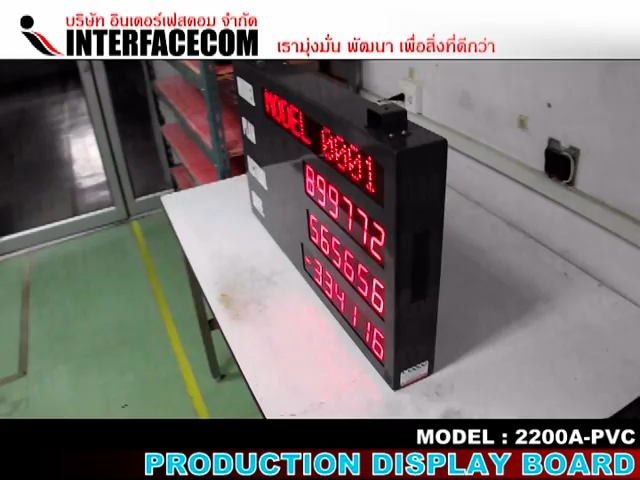 บริษัท อินเตอร์เฟสคอม จำกัด
INTERFACECOM เรามุ่งมั่น พัฒนา เพื่อสิ่งที่ดีกว่า
MODEL 0001
899772
565656
-334116
MODEL : 2200A-PVC
PRODUCTION DISPLAY BOARD